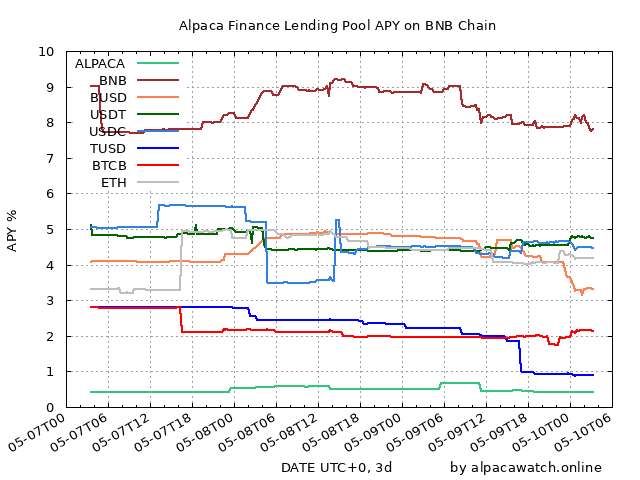 Alpaca Finance Lending Pool APY on BNB Chain
APY %
10
9
8
7
6
5
4
3
2
1
0
ALPACA
BNB
BUSD
USDT
USDC
TUSD
BTCB
ETH
05-07T00
05-07T06
05-07T12
05-07T18
05-08T00
05-08T06
05-08T12
05-08T18
05-09T00
05-09T06
05-09T12
05-09T18
05-10T00
05-10T06
DATE UTC+0, 3d
by alpacawatch.online